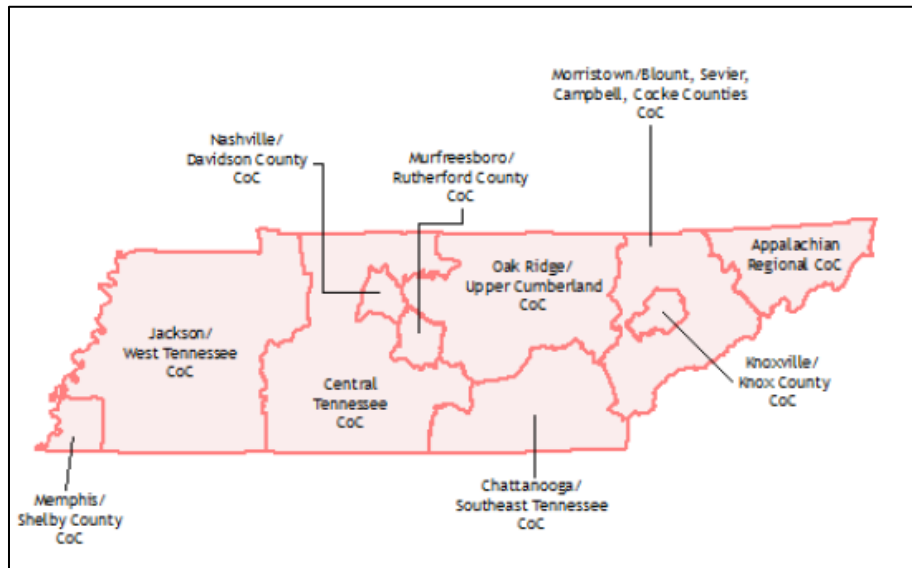 Morristown/Blount, Sevier,
Campbell, Cocke Counties
CoC
Nashville/
Davidson County
CoC
Murfreesboro/
Rutherford County
CoC
Appalachian
Regional CoC
Oak Ridge/
Upper Cumberland
CoC
Jackson/
West Tennessee
CoC
Central
Tennessee
CoC
Knoxville/
Knox County
CoC
Memphis/
Shelby County
CoC
Chattanooga/
Southeast Tennessee
CoC